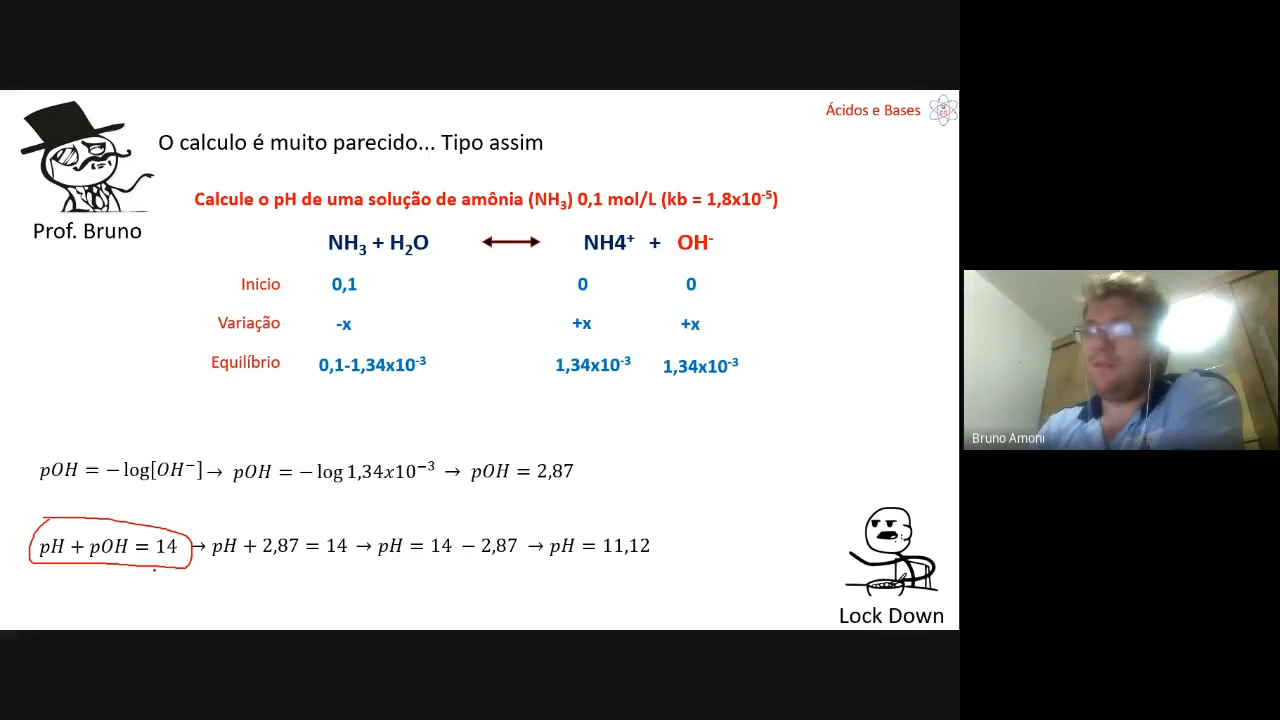 Ácidos e Bases
O calculo é muito parecido... Tipo assim
Calcule o pH de uma solução de amônia (NH₃) 0,1 mol/L (kb = 1,8x10⁻⁵)
Prof. Bruno
NH₃ + H₂O ⟷ NH4⁺ + OH⁻
Inicio 0,1 0 0
Variação -x +x +x
Equilíbrio 0,1-1,34x10⁻³ 1,34x10⁻³ 1,34x10⁻³
Bruno Amoni
pOH = −log[OH⁻] → pOH = −log 1,34x10⁻³ → pOH = 2,87
pH + pOH = 14 → pH + 2,87 = 14 → pH = 14 − 2,87 → pH = 11,12
Lock Down